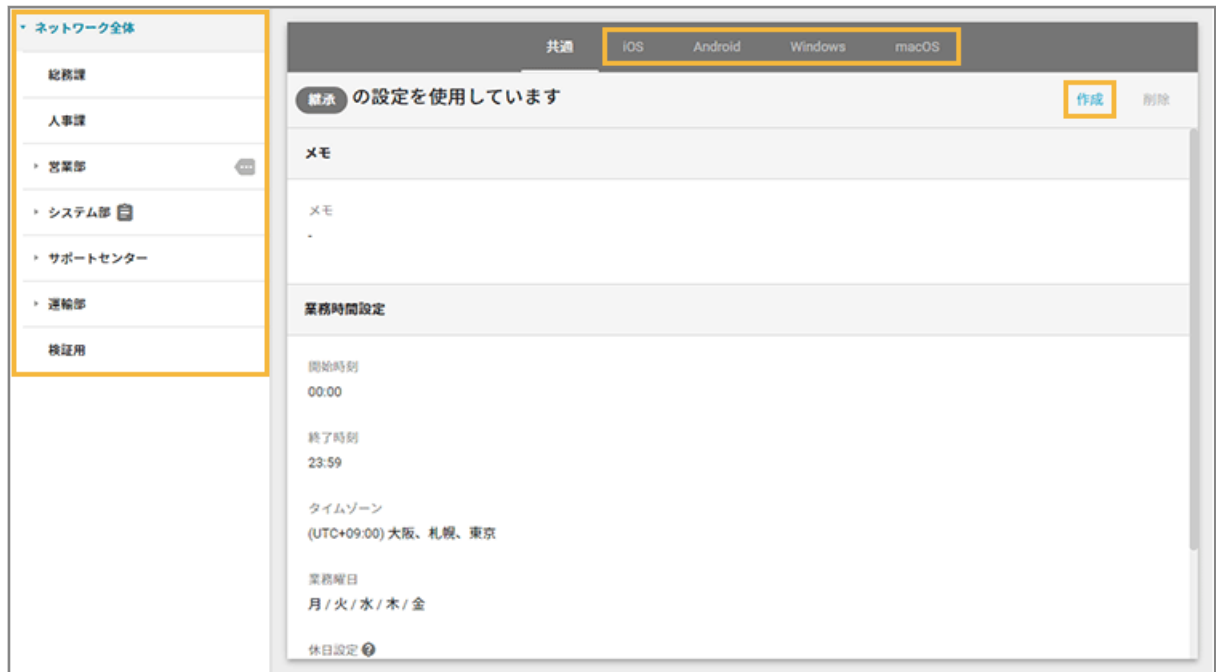 ネットワーク全体
総務課
人事課
営業部
システム部
サポートセンター
運輸部
検証用
共通 iOS Android Windows macOS
継承 の設定を使用しています 作成 削除
メモ
メモ
-
業務時間設定
開始時刻
00:00
終了時刻
23:59
タイムゾーン
(UTC+09:00) 大阪、札幌、東京
業務曜日
月 / 火 / 水 / 木 / 金
休日設定 ?